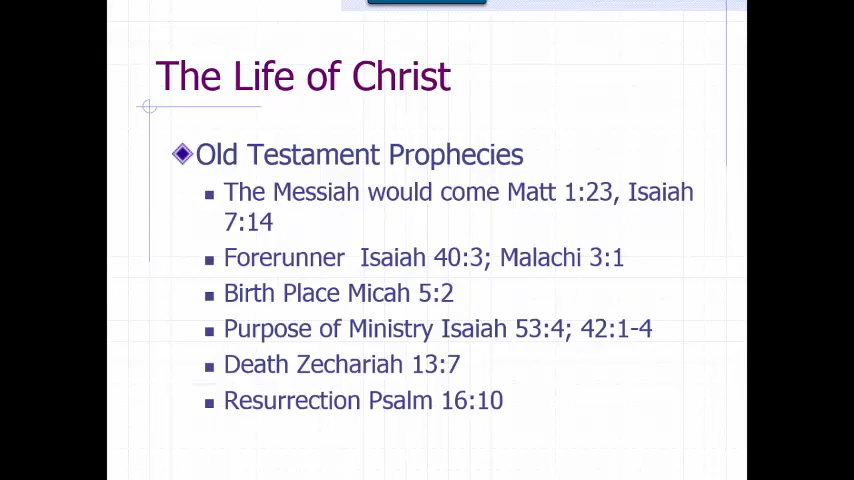 The Life of Christ
Old Testament Prophecies
The Messiah would come Matt 1:23, Isaiah
7:14
Forerunner  Isaiah 40:3; Malachi 3:1
Birth Place Micah 5:2
Purpose of Ministry Isaiah 53:4; 42:1-4
Death Zechariah 13:7
Resurrection Psalm 16:10